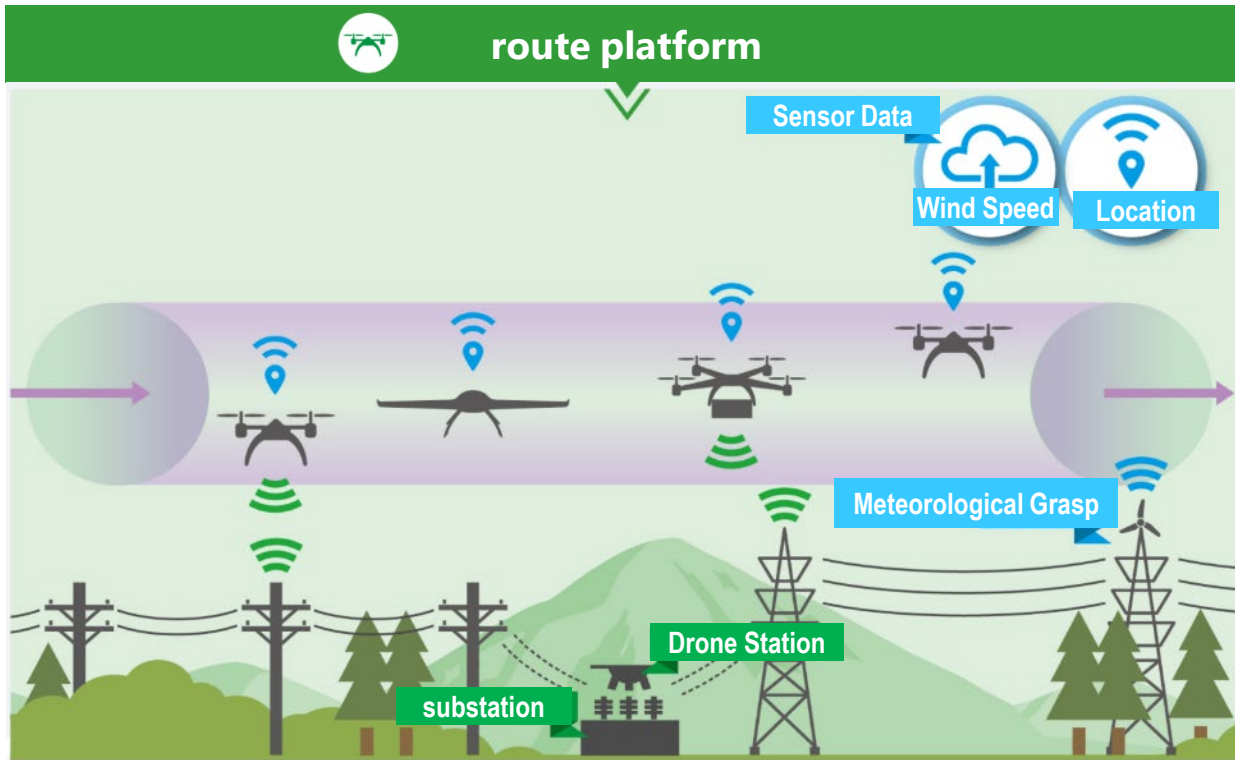 route platform
Sensor Data
Wind Speed
Location
Meteorological Grasp
Drone Station
substation